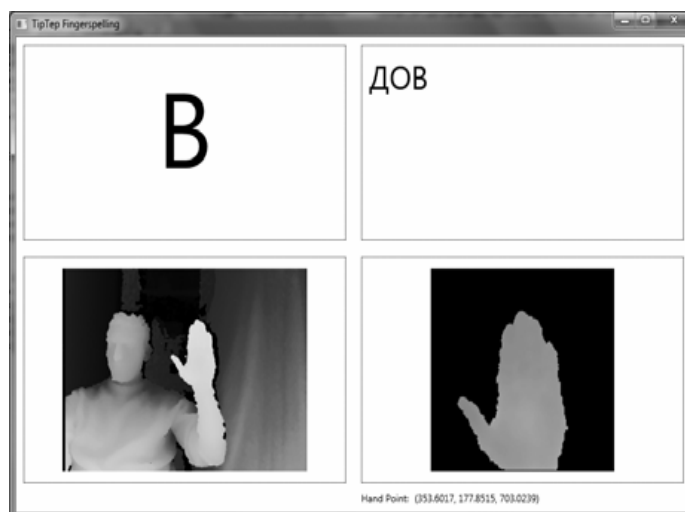 TipTep Fingerspelling
В
ДОВ
Hand Point: (353.6017, 177.8515, 703.0239)